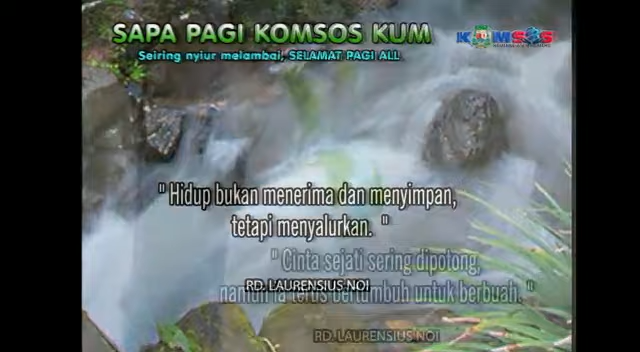 SAPA PAGI KOMSOS KUM
Seiring nyiur melambai, SELAMAT PAGI ALL
KOMSOS
" Hidup bukan menerima dan menyimpan,
tetapi menyalurkan. "
" Cinta sejati sering dipotong,
RD. LAURENSIUS NOI
namun ia terus bertumbuh untuk berbuah. "
RD. LAURENSIUS NOI